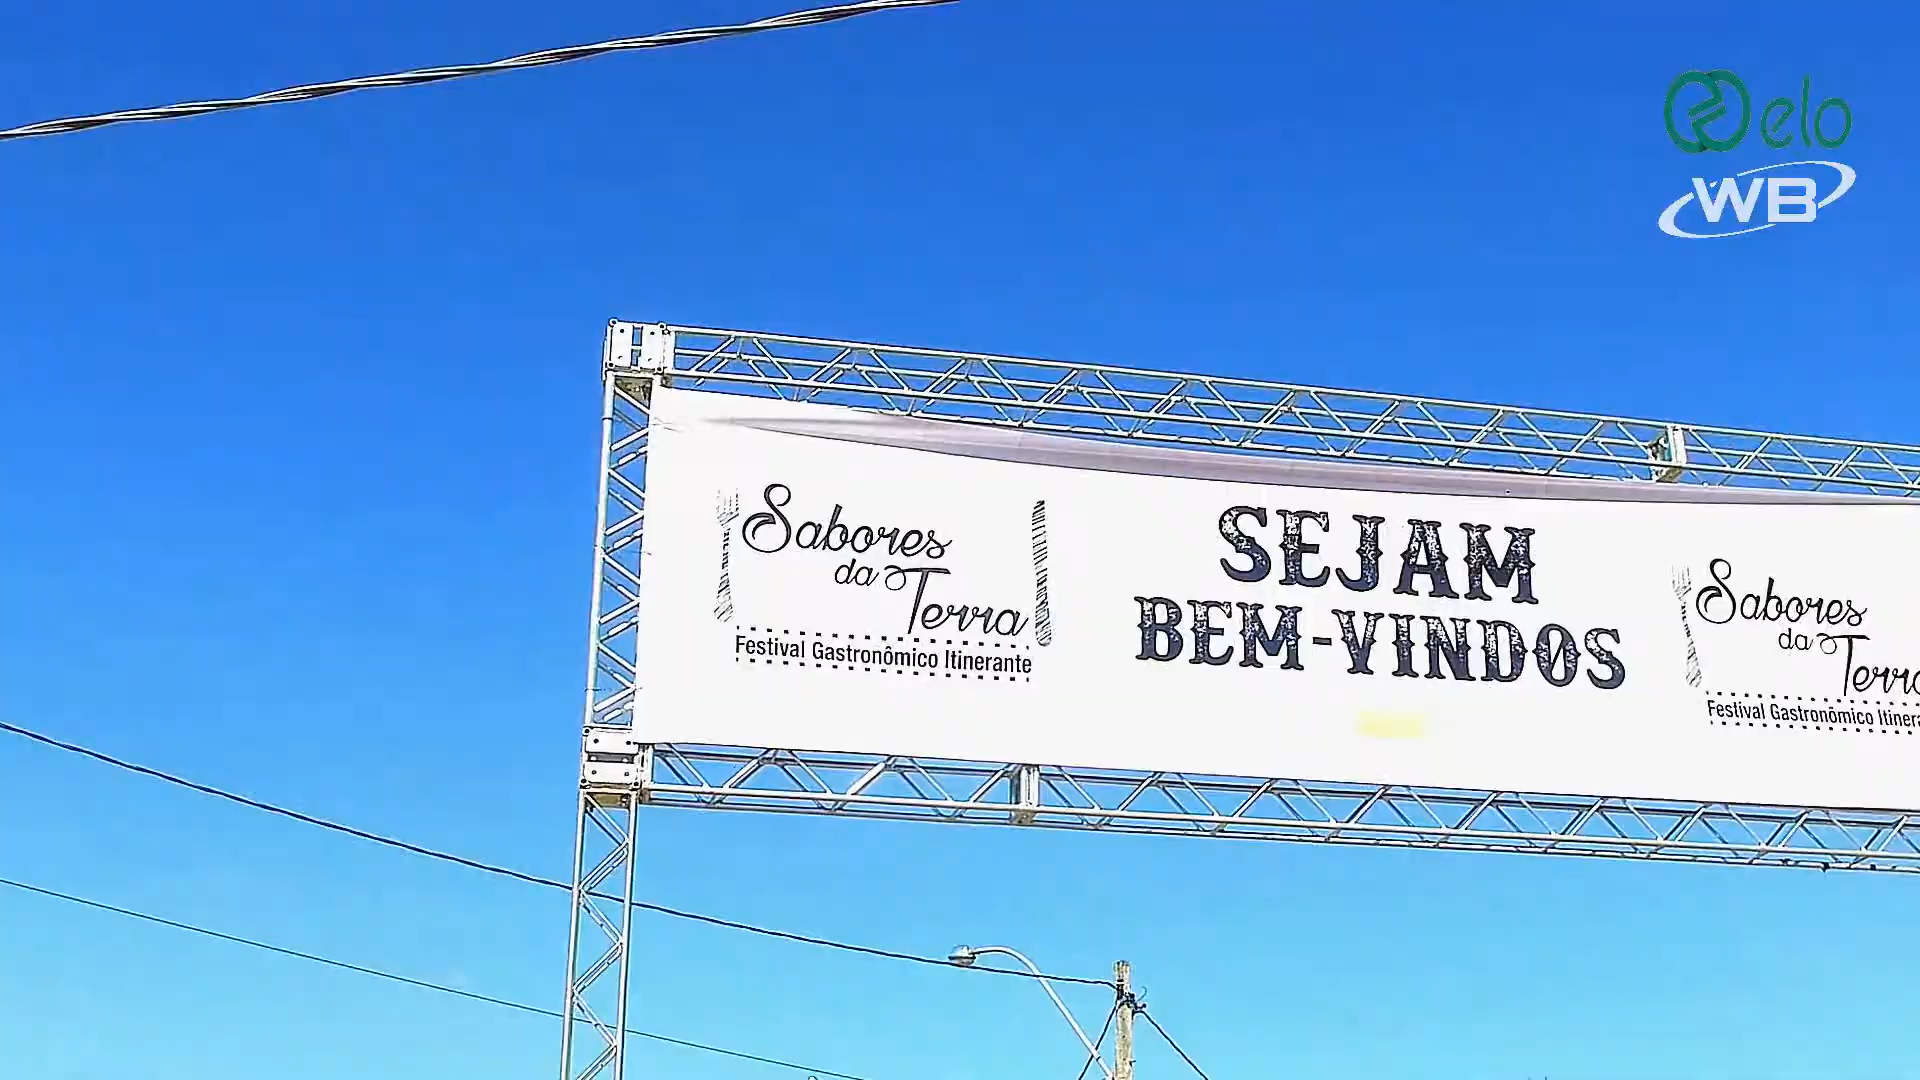 elo
WB
Sabores
da
Terra
Festival Gastronômico Itinerante
SEJAM
BEM-VINDOS
Sabores
da
Festival Gastronômico